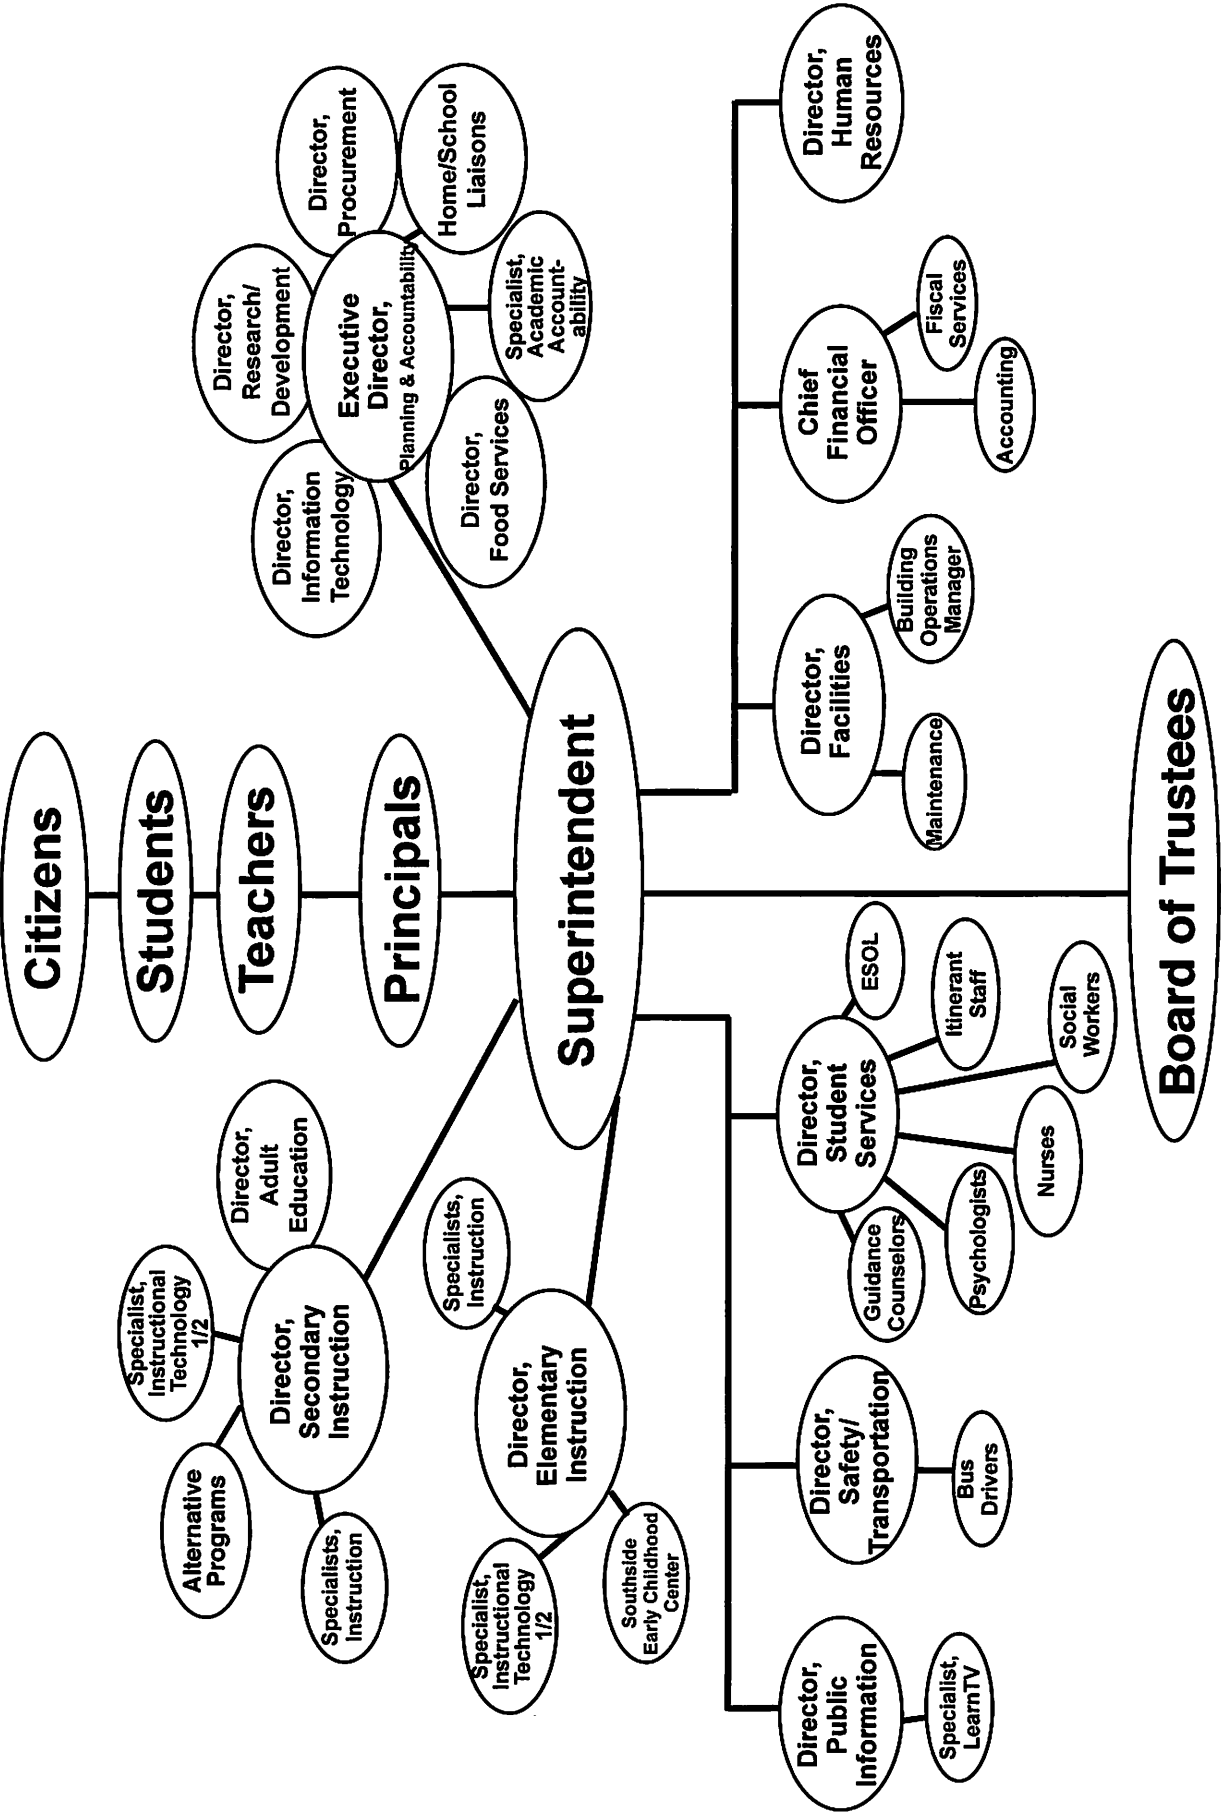 Citizens
Students
Teachers
Principals
Superintendent
Board of Trustees
Specialist,
Instructional
Technology
1/2
Alternative
Programs
Specialists,
Instruction
Director,
Secondary
Instruction
Director,
Adult
Education
Specialists,
Instruction
Director,
Elementary
Instruction
Specialist,
Instructional
Technology
1/2
Southside
Early Childhood
Center
Director,
Information
Technology
Director,
Research/
Development
Director,
Procurement
Executive
Director,
Planning & Accountability
Home/School
Liaisons
Specialist,
Academic
Account-
ability
Director,
Food Services
Director,
Public
Information
Specialist,
LearnTV
Director,
Safety/
Transportation
Bus
Drivers
Director,
Student
Services
Guidance
Counselors
Psychologists
Nurses
Social
Workers
Itinerant
Staff
ESOL
Director,
Facilities
Maintenance
Building
Operations
Manager
Chief
Financial
Officer
Accounting
Fiscal
Services
Director,
Human
Resources